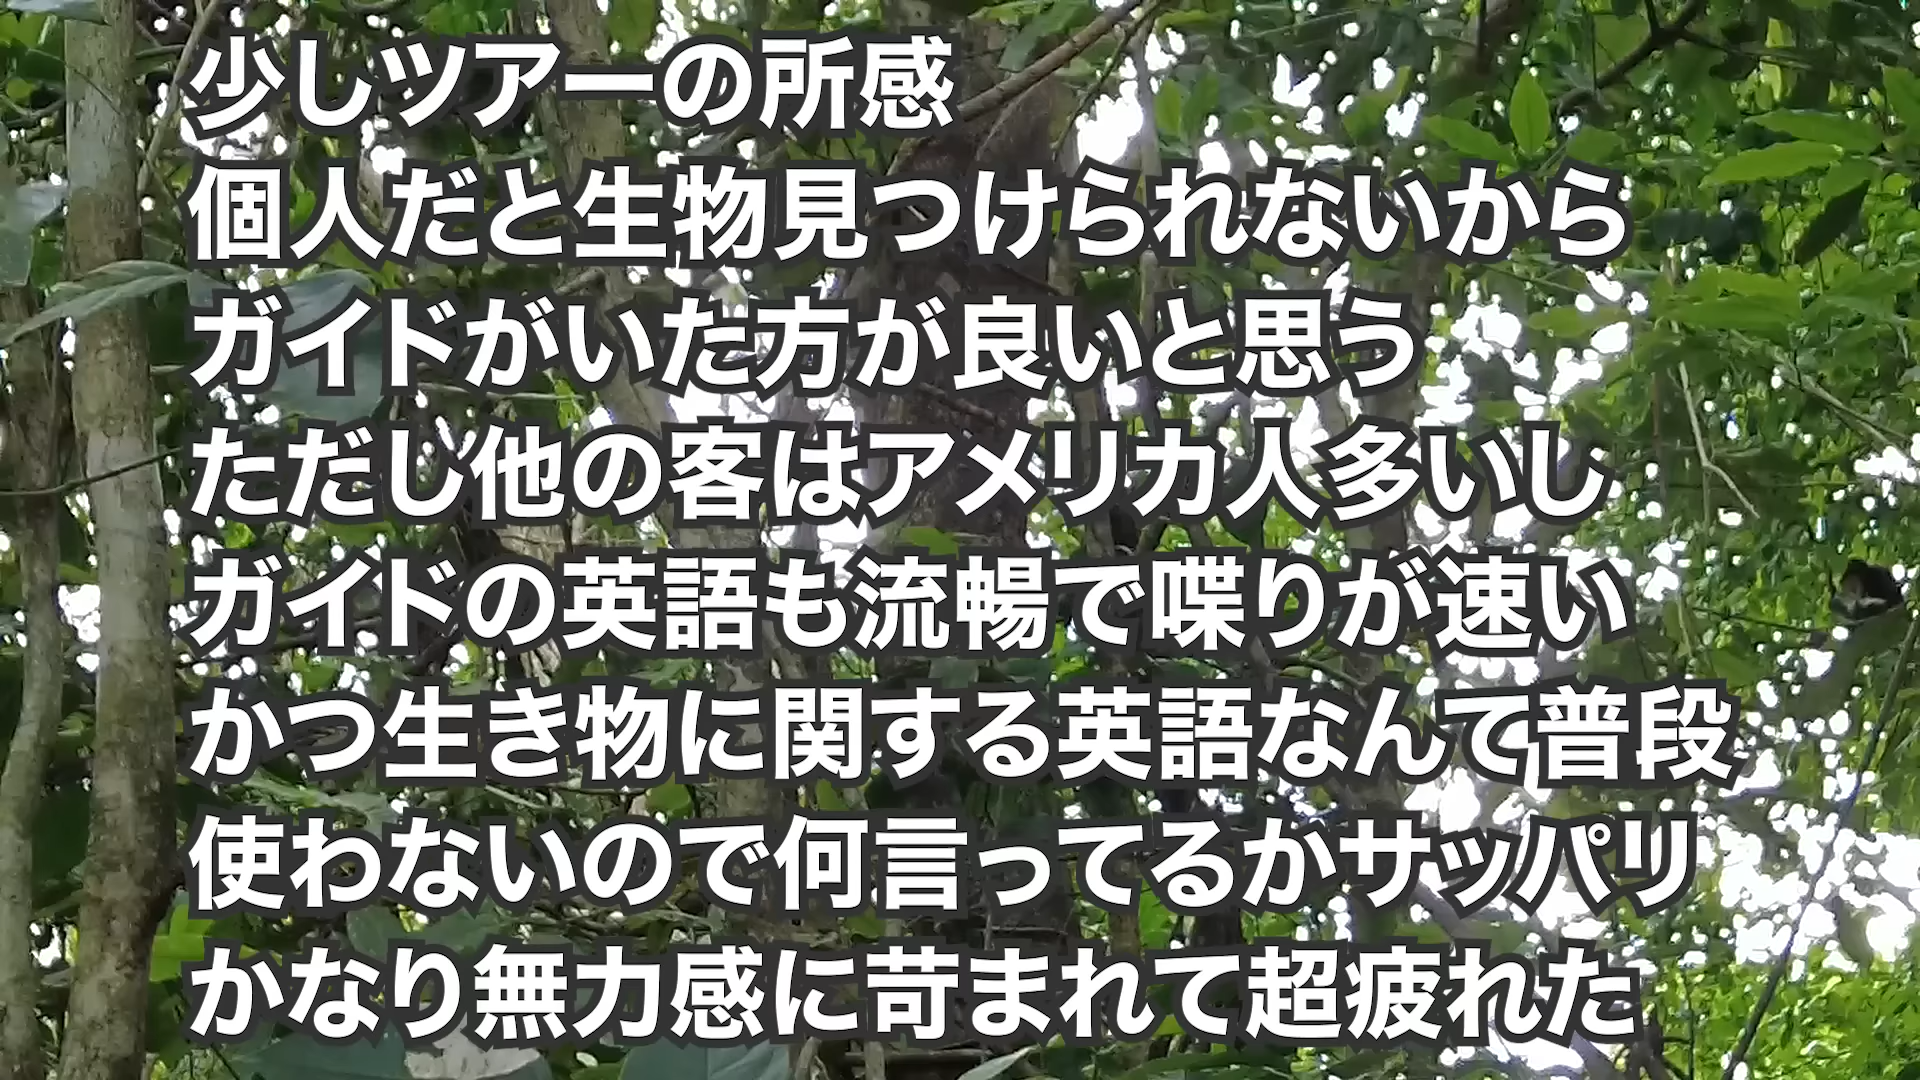 少しツアーの所感
個人だと生物見つけられないから
ガイドがいた方が良いと思う
ただし他の客はアメリカ人多いし
ガイドの英語も流暢で喋りが速い
かつ生き物に関する英語なんて普段
使わないので何言ってるかサッパリ
かなり無力感に苛まれて超疲れた